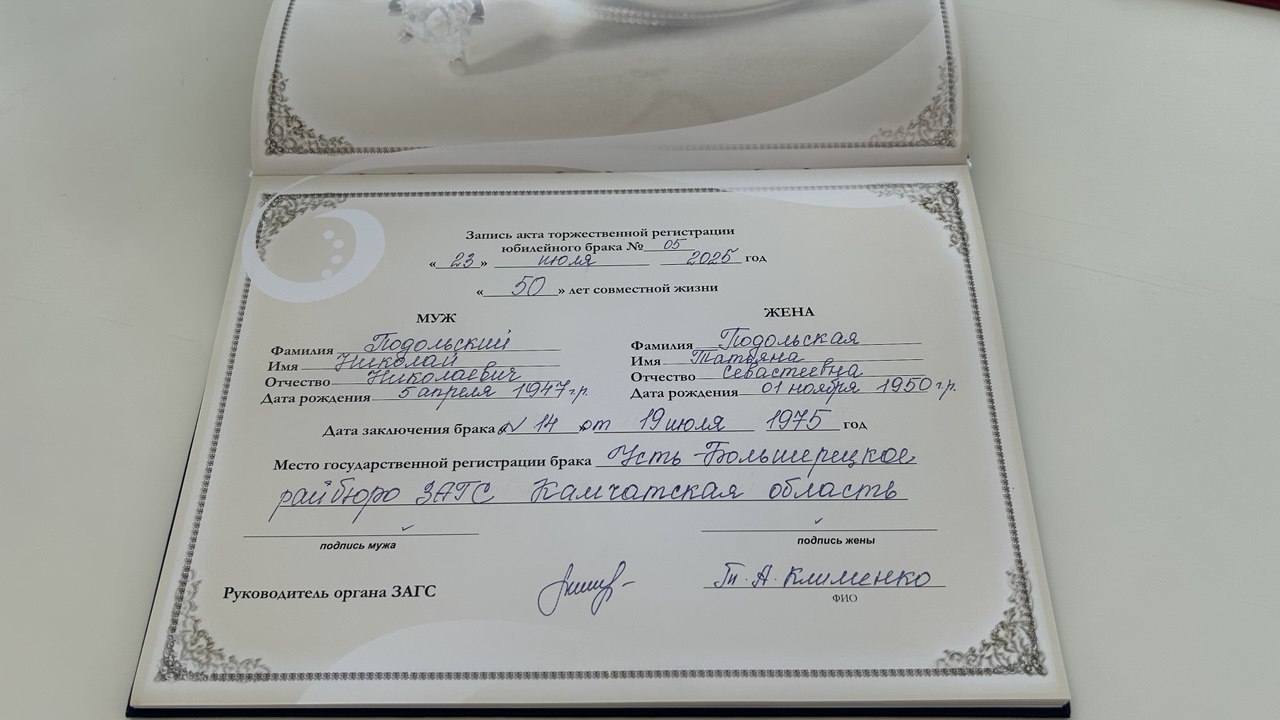 Запись акта торжественной регистрации
юбилейного брака № 05
« 23 » июля 2025 год
« 50 » лет совместной жизни
МУЖ
Фамилия Подольский
Имя Николай
Отчество Николаевич
Дата рождения 5 апреля 1947 г.р.
ЖЕНА
Фамилия Подольская
Имя Татьяна
Отчество Севастеевна
Дата рождения 01 ноября 1950 г.р.
Дата заключения брака № 14 от 19 июля 1975 год
Место государственной регистрации брака Усть-Большерецкое
райбюро ЗАГС Камчатская область
подпись мужа
подпись жены
Руководитель органа ЗАГС Т. А. Клименко
ФИО